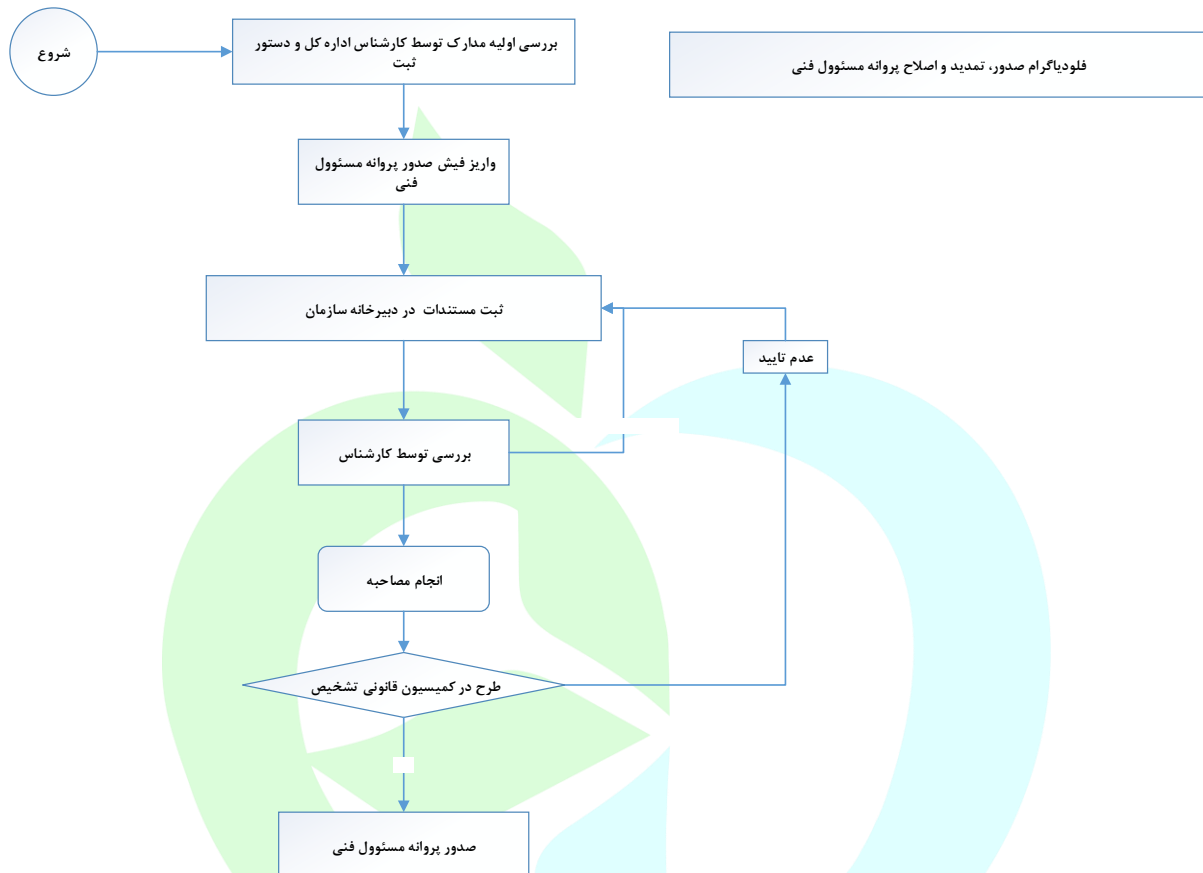 شروع
بررسی اولیه مدارک توسط کارشناس اداره کل و دستور
ثبت
فلودیاگرام صدور، تمدید و اصلاح پروانه مسئوول فنی
واریز فیش صدور پروانه مسئوول
فنی
ثبت مستندات در دبیرخانه سازمان
عدم تایید
بررسی توسط کارشناس
انجام مصاحبه
طرح در کمیسیون قانونی تشخیص
صدور پروانه مسئوول فنی